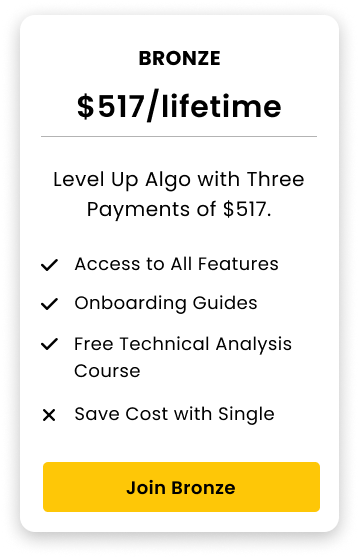 BRONZE
$517/lifetime
Level Up Algo with Three
Payments of $517.
Access to All Features
Onboarding Guides
Free Technical Analysis
Course
Save Cost with Single
Join Bronze